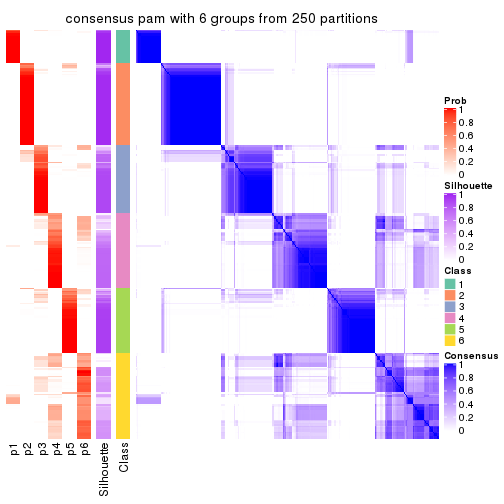 consensus pam with 6 groups from 250 partitions
Prob
1
0.8
0.6
0.4
0.2
0
Silhouette
1
0.8
0.6
0.4
0.2
0
Class
1
2
3
4
5
6
Consensus
1
0.8
0.6
0.4
0.2
0
p1
p2
p3
p4
p5
p6
Silhouette
Class